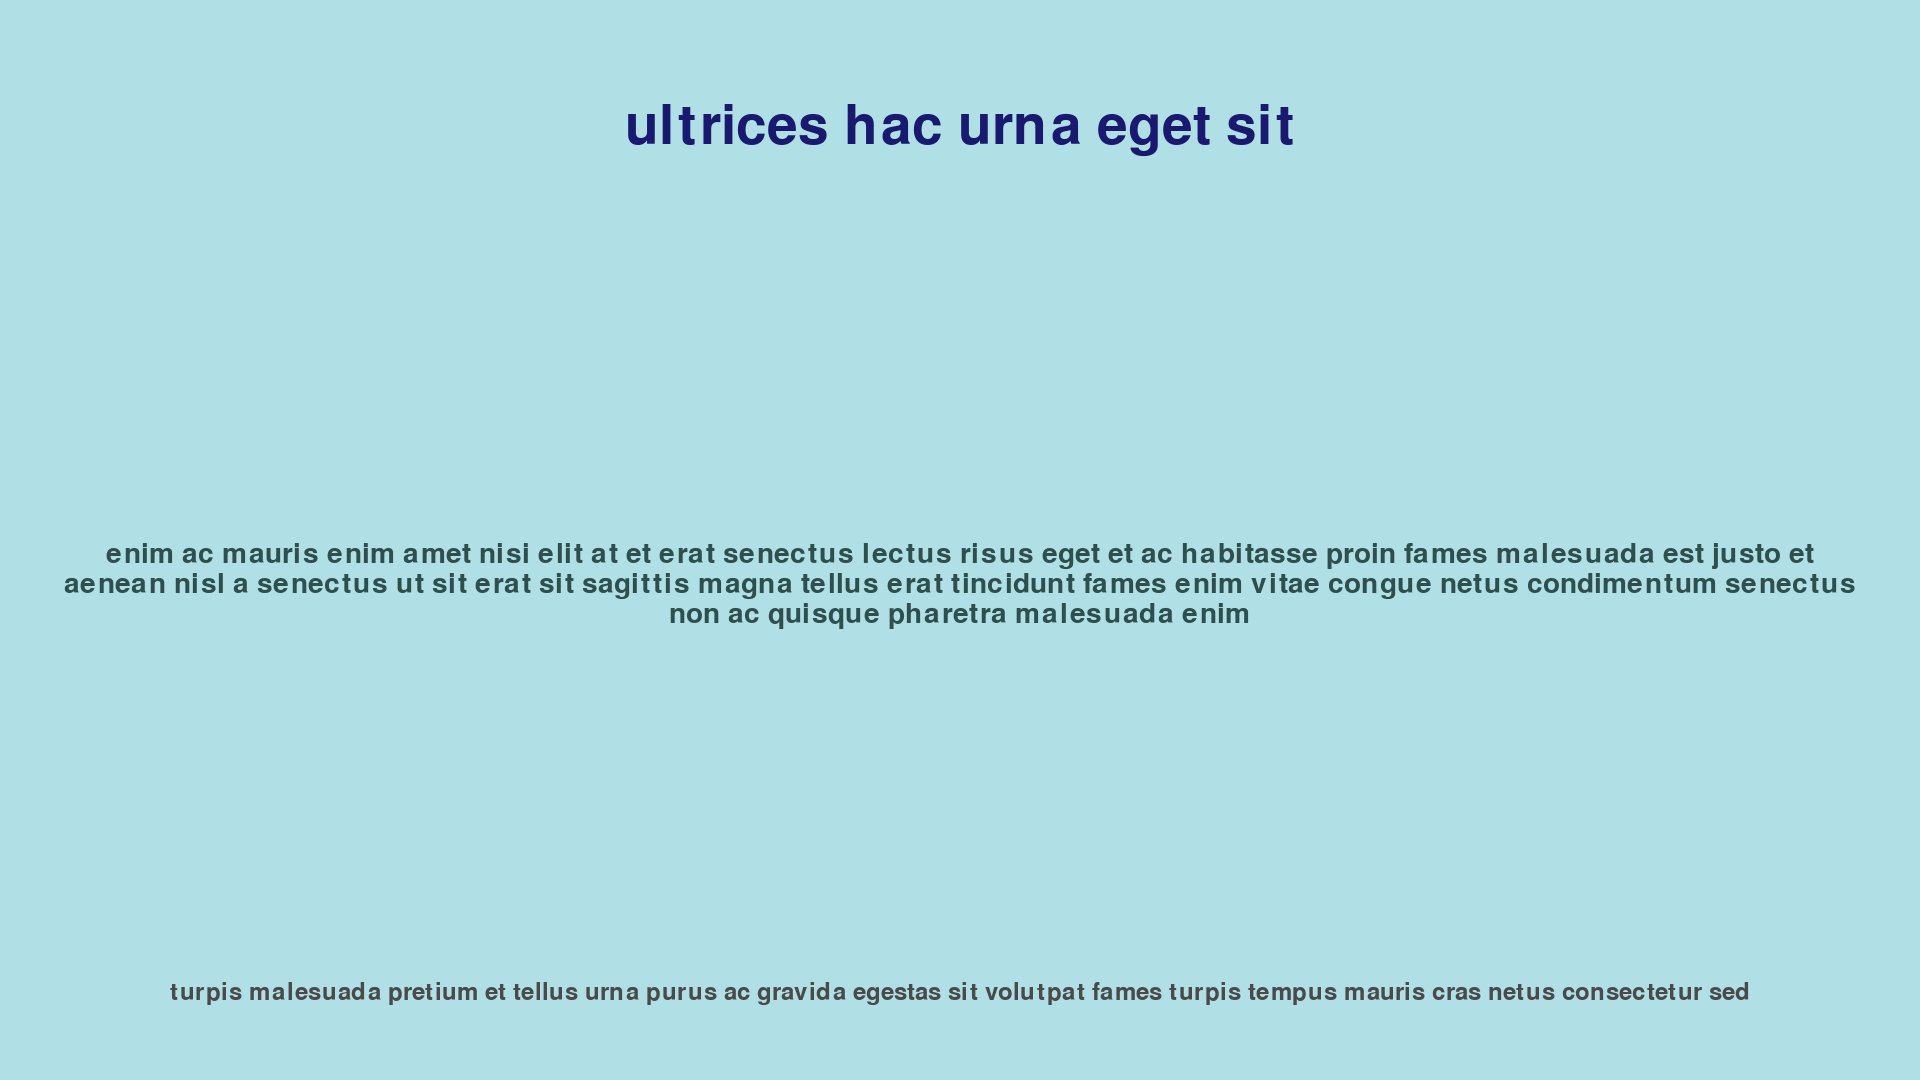 ultrices hac urna eget sit
enim ac mauris enim amet nisi elit at et erat senectus lectus risus eget et ac habitasse proin fames malesuada est justo et
aenean nisl a senectus ut sit erat sit sagittis magna tellus erat tincidunt fames enim vitae congue netus condimentum senectus
non ac quisque pharetra malesuada enim
turpis malesuada pretium et tellus urna purus ac gravida egestas sit volutpat fames turpis tempus mauris cras netus consectetur sed